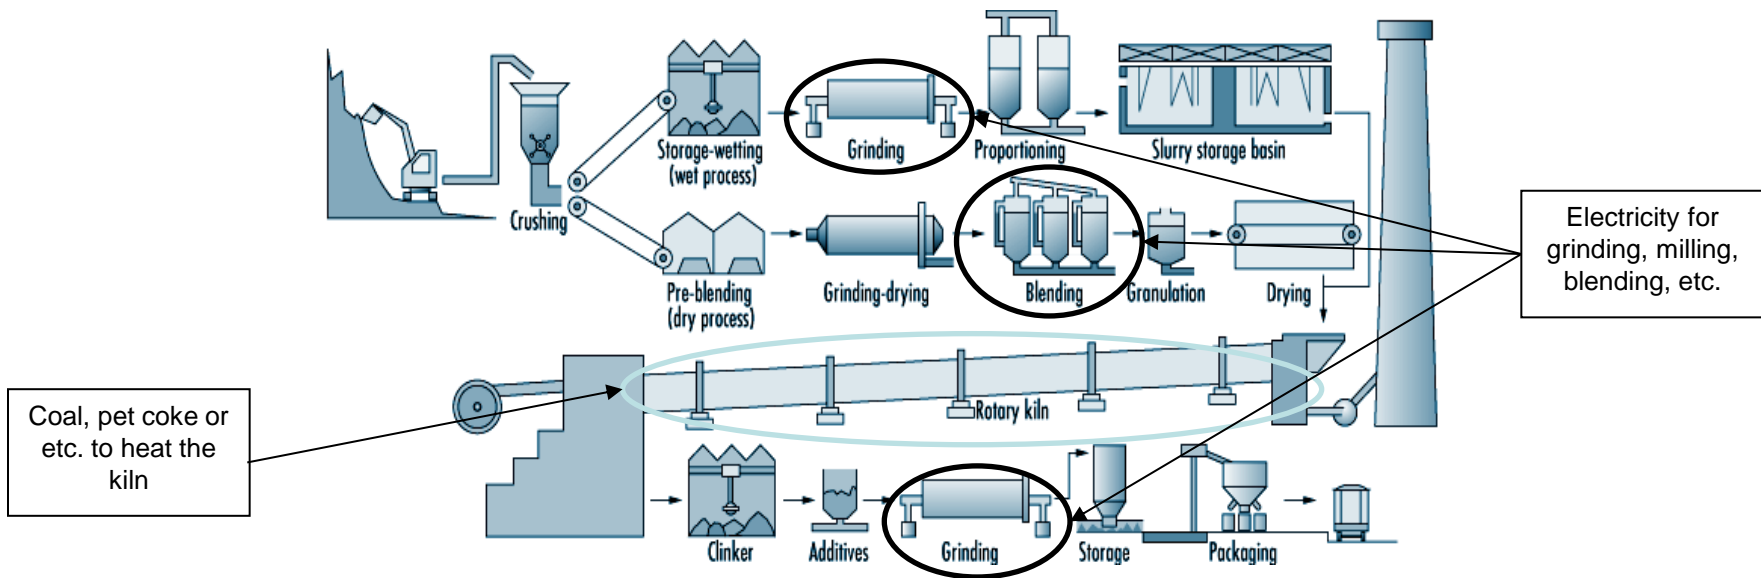 Storage-wetting
(wet process)
Grinding
Proportioning
Slurry storage basin
Crushing
Pre-blending
(dry process)
Grinding-drying
Blending
Granulation
Drying
Electricity for
grinding, milling,
blending, etc.
Coal, pet coke or
etc. to heat the
kiln
Rotary kiln
Clinker
Additives
Grinding
Storage
Packaging